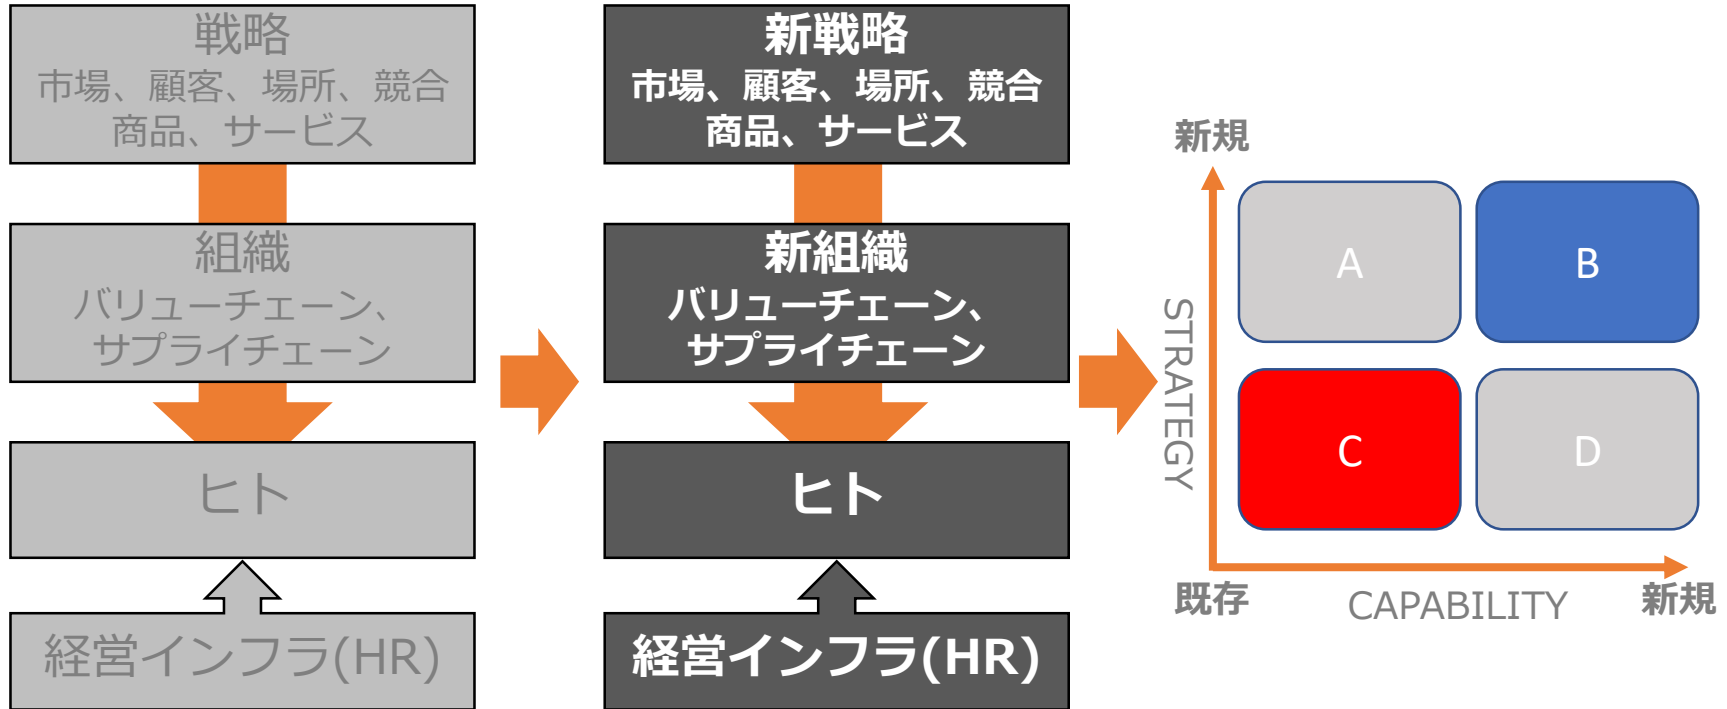 戦略
市場、顧客、場所、競合
商品、サービス
組織
バリューチェーン、
サプライチェーン
ヒト
経営インフラ(HR)
新戦略
市場、顧客、場所、競合
商品、サービス
新組織
バリューチェーン、
サプライチェーン
ヒト
経営インフラ(HR)
新規
STRATEGY
A
B
C
D
既存
CAPABILITY
新規